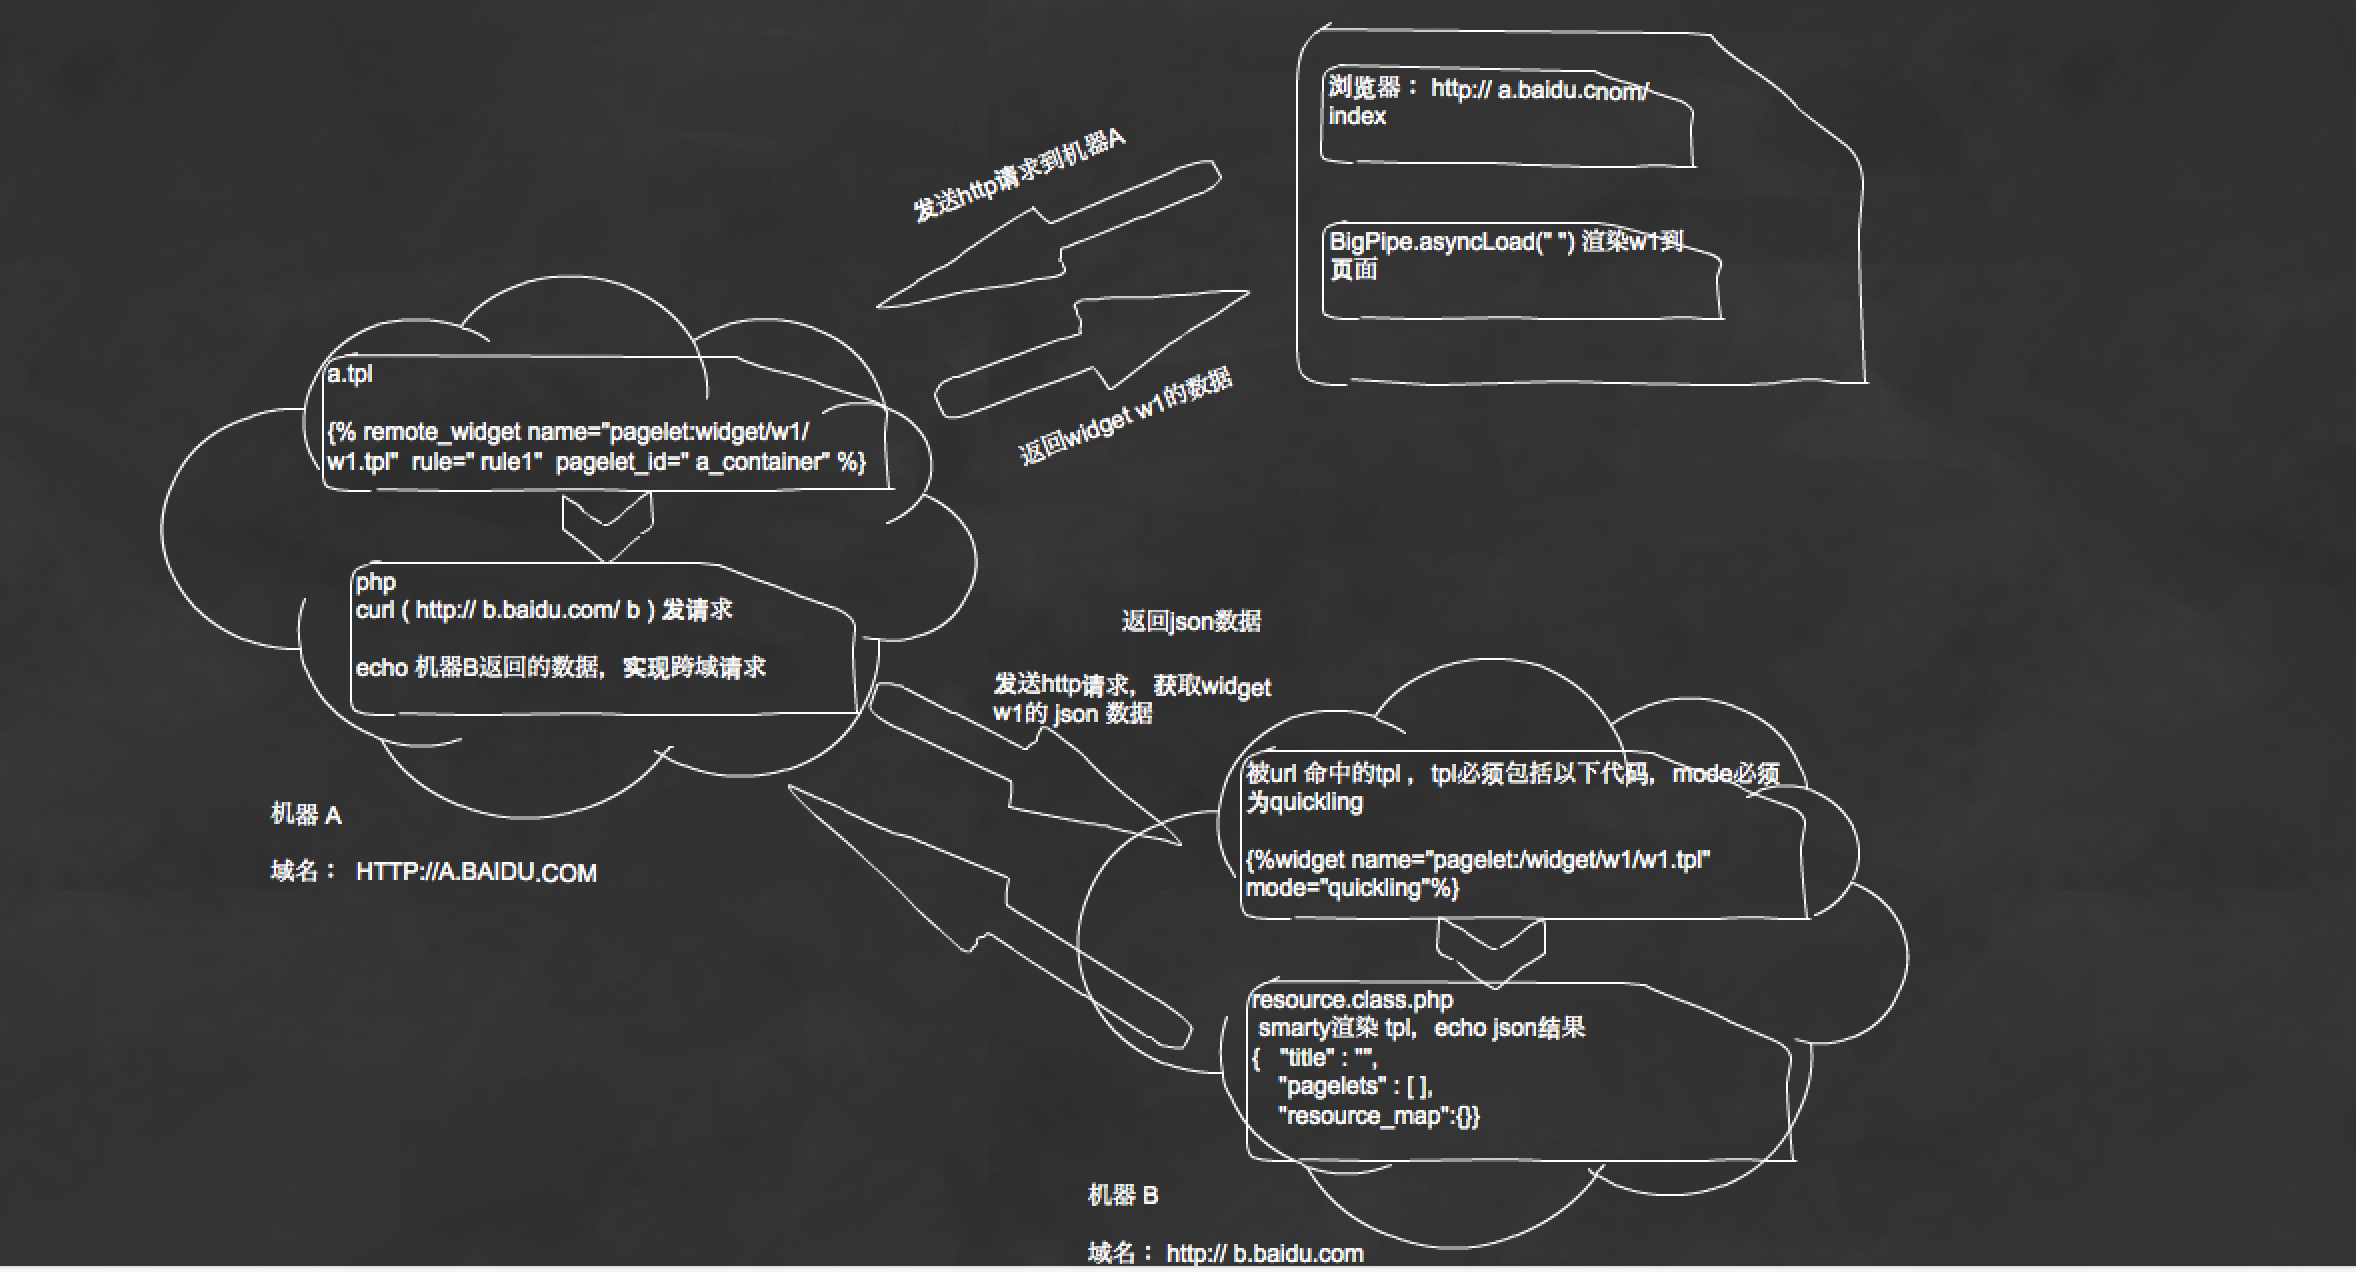 浏览器： http:// a.baidu.cnom/
index
BigPipe.asyncLoad(" ") 渲染w1到
页面
发送http请求到机器A
返回widget w1的数据
a.tpl
{% remote_widget name="pagelet:widget/w1/
w1.tpl" rule=" rule1" pagelet_id=" a_container" %}
php
curl ( http:// b.baidu.com/ b ) 发请求
echo 机器B返回的数据，实现跨域请求
机器 A
域名： HTTP://A.BAIDU.COM
返回json数据
发送http请求，获取widget
w1的 json 数据
被url 命中的tpl ，tpl必须包括以下代码，mode必须
为quickling
{%widget name="pagelet:/widget/w1/w1.tpl"
mode="quickling"%}
resource.class.php
smarty渲染 tpl，echo json结果
{ "title" : "",
"pagelets" : [ ],
"resource_map":{}}
机器 B
域名： http:// b.baidu.com